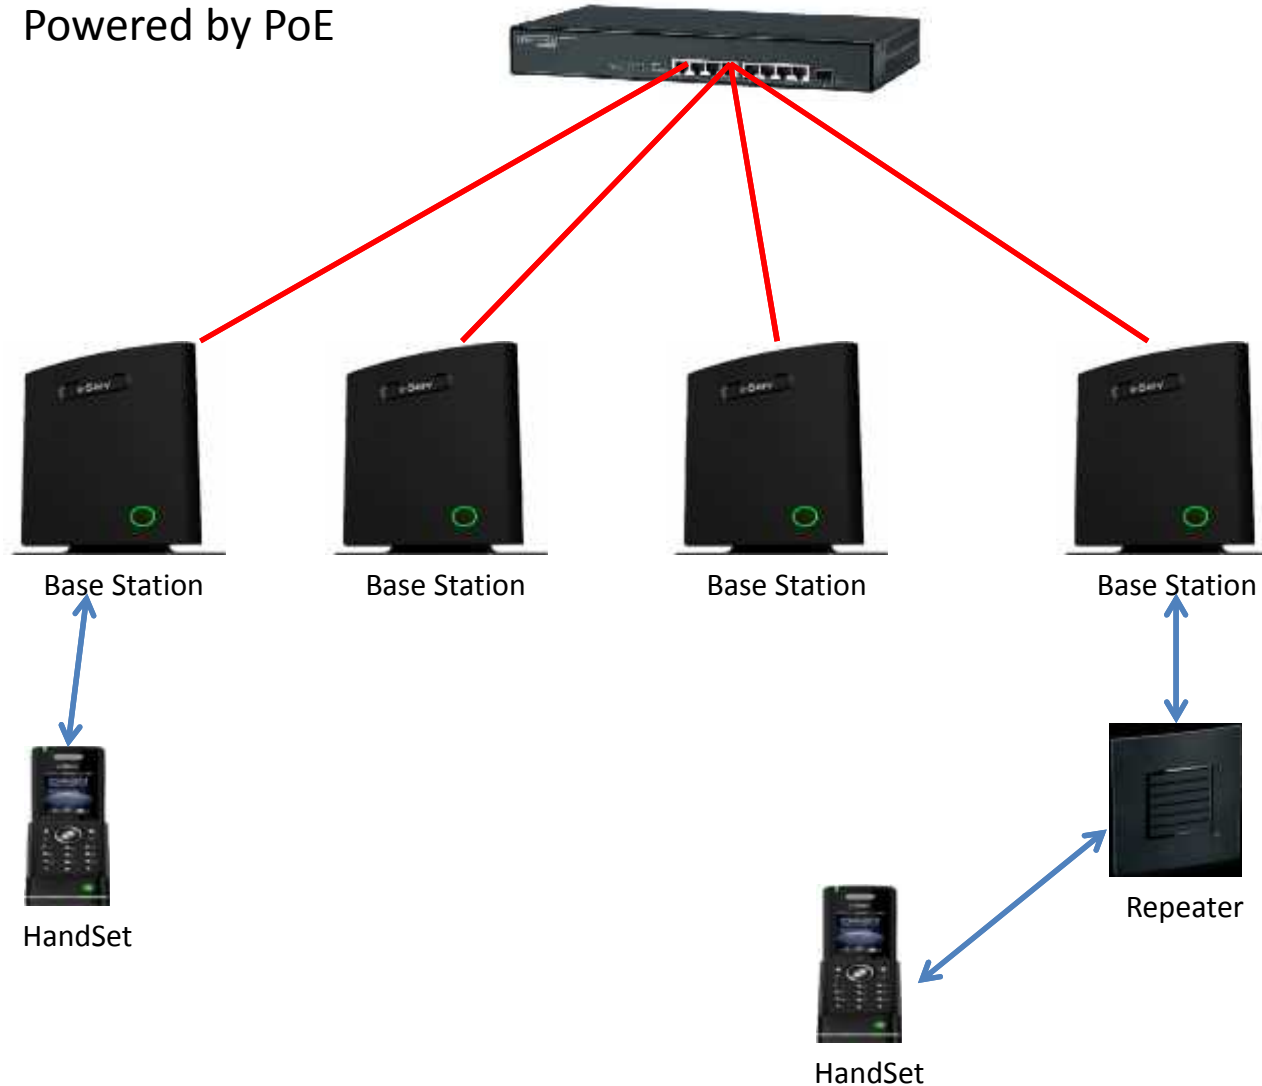 Powered by PoE
Base Station
Base Station
Base Station
Base Station
HandSet
Repeater
HandSet